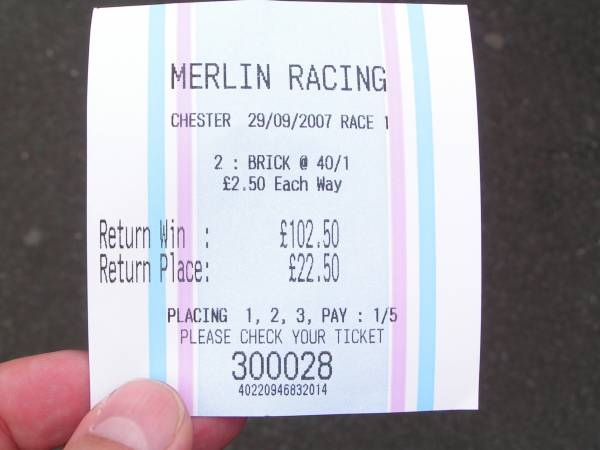 MERLIN RACING
CHESTER 29/09/2007 RACE 1
2 : BRICK @ 40/1
£2.50 Each Way
Return Win : £102.50
Return Place: £22.50
PLACING 1, 2, 3, PAY : 1/5
PLEASE CHECK YOUR TICKET
300028
40220946832014